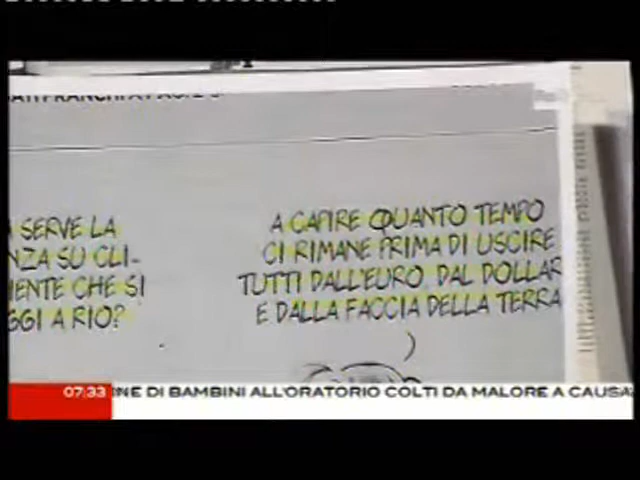 SERVE LA
NZA SU CLI-
IENTE CHE SI
GGI A RIO?
A CAPIRE QUANTO TEMPO
CI RIMANE PRIMA DI USCIRE
TUTTI DALL'EURO, DAL DOLLAR
E DALLA FACCIA DELLA TERRA
07:33 NE DI BAMBINI ALL'ORATORIO COLTI DA MALORE A CAUSA